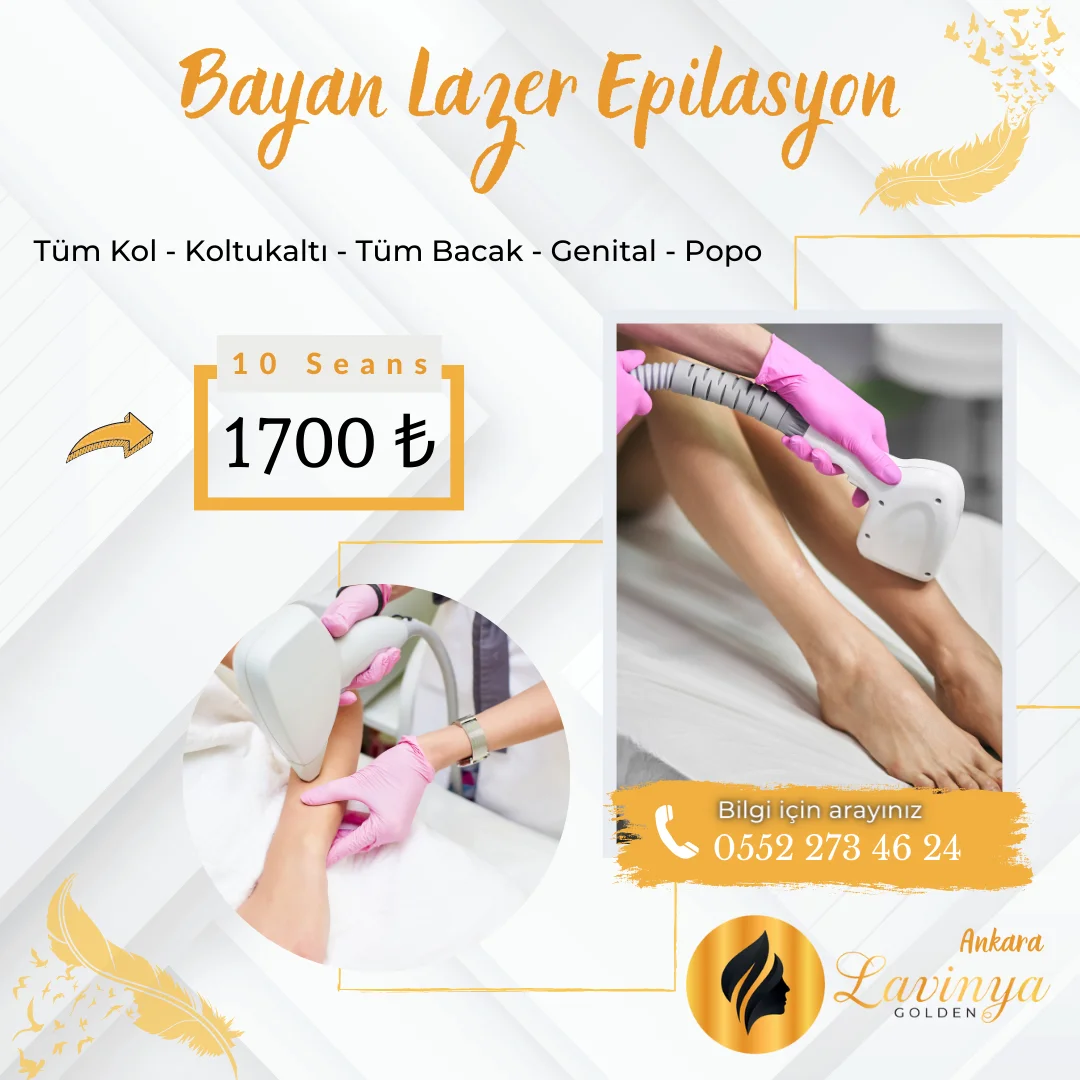 Bayan Lazer Epilasyon
Tüm Kol - Koltukaltı - Tüm Bacak - Genital - Popo
10 Seans
1700 ₺
Bilgi için arayınız
0552 273 46 24
Ankara
Lavinya
GOLDEN